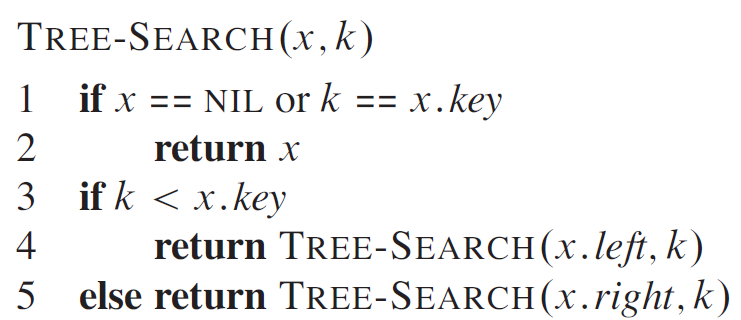 TREE-SEARCH(x, k)
1 if x == NIL or k == x.key
2 return x
3 if k < x.key
4 return TREE-SEARCH(x.left, k)
5 else return TREE-SEARCH(x.right, k)